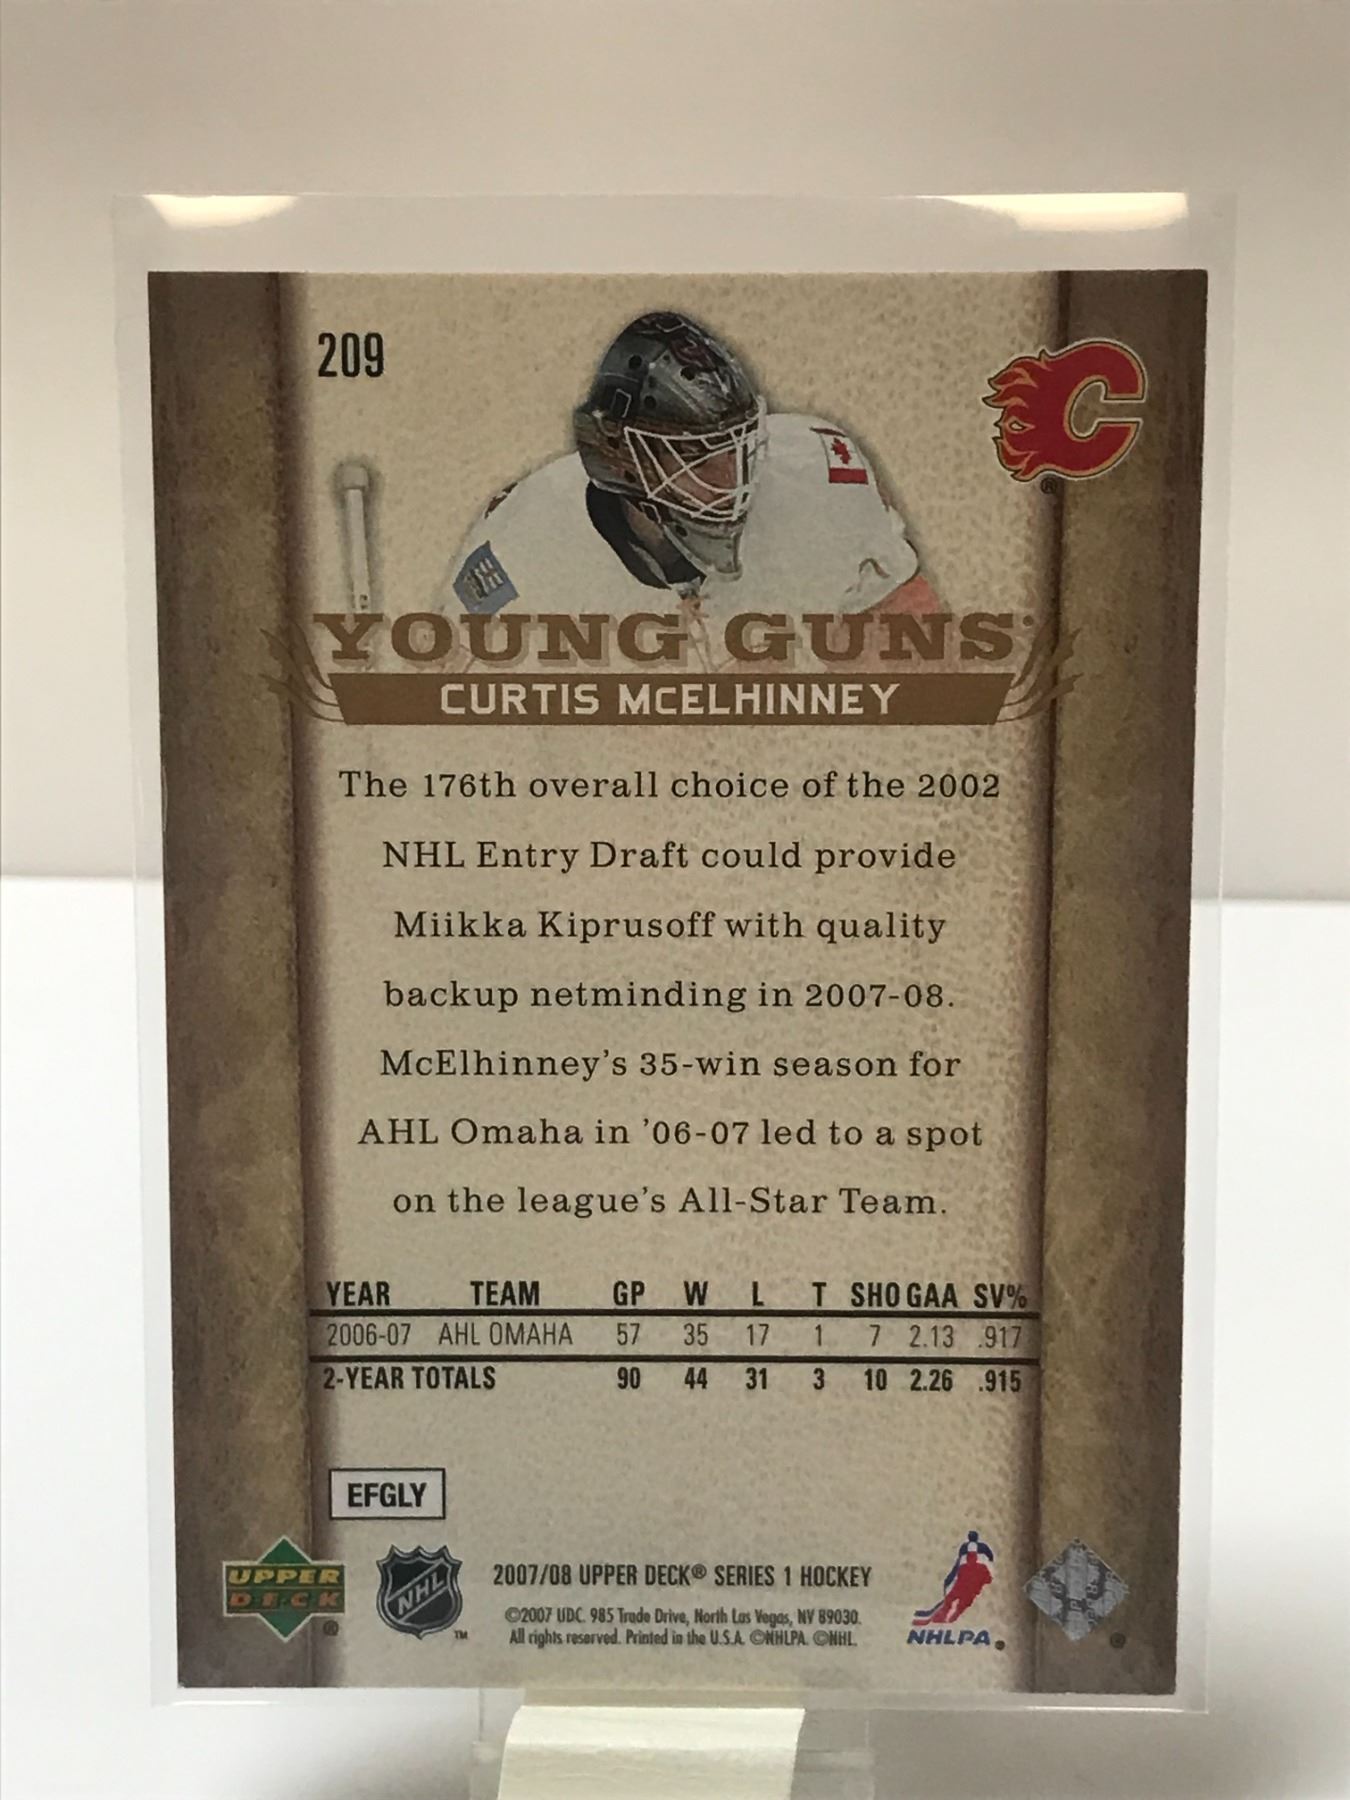 209
C
YOUNG GUNS
CURTIS McELHINNEY
The 176th overall choice of the 2002
NHL Entry Draft could provide
Miikka Kiprusoff with quality
backup netminding in 2007-08.
McElhinney's 35-win season for
AHL Omaha in '06-07 led to a spot
on the league's All-Star Team.
YEAR TEAM GP W L T SHO GAA SV%
2006-07 AHL OMAHA 57 35 17 1 7 2.13 .917
2-YEAR TOTALS 90 44 31 3 10 2.26 .915
EFGLY
UPPER
DECK
®
NHL
™
2007/08 UPPER DECK® SERIES 1 HOCKEY
©2007 UDC. 985 Trade Drive, North Las Vegas, NV 89030.
All rights reserved. Printed in the U.S.A. ©NHLPA. ©NHL.
NHLPA®